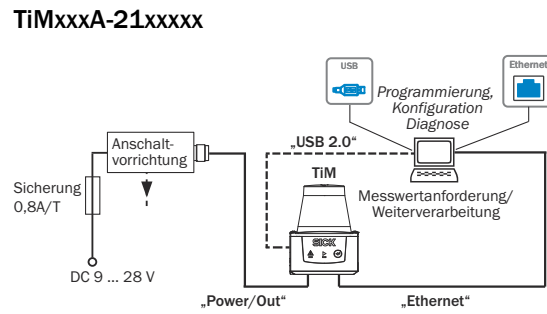 TiMxxxA-21xxxxx
USB
Ethernet
Programmierung,
Konfiguration
Diagnose
Anschalt-
vorrichtung
„USB 2.0“
TiM
Sicherung
0,8A/T
Messwertanforderung/
Weiterverarbeitung
SICK
DC 9 ... 28 V
„Power/Out“
„Ethernet“